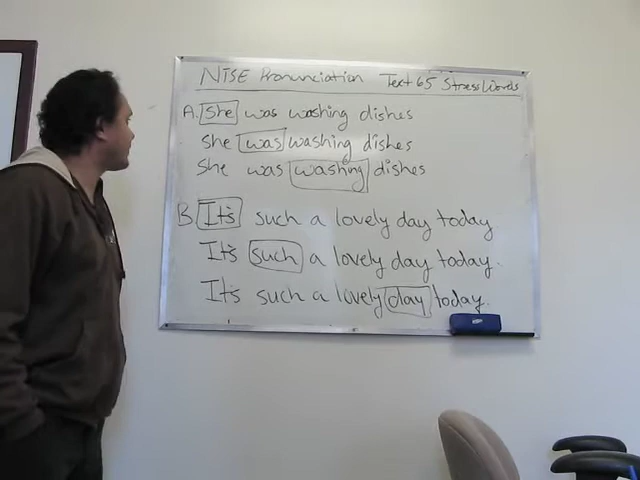 NISE Pronunciation Text 65 Stress Words
A. She was washing dishes
she was washing dishes
She was washing dishes
B It's such a lovely day today
It's such a lovely day today.
It's such a lovely day today.